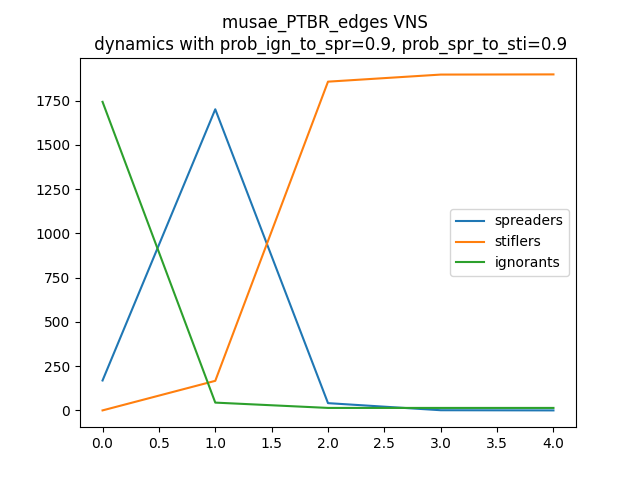 musae_PTBR_edges VNS
dynamics with prob_ign_to_spr=0.9, prob_spr_to_sti=0.9
1750
1500
1250
1000
750
500
250
0
spreaders
stiflers
ignorants
0.0 0.5 1.0 1.5 2.0 2.5 3.0 3.5 4.0